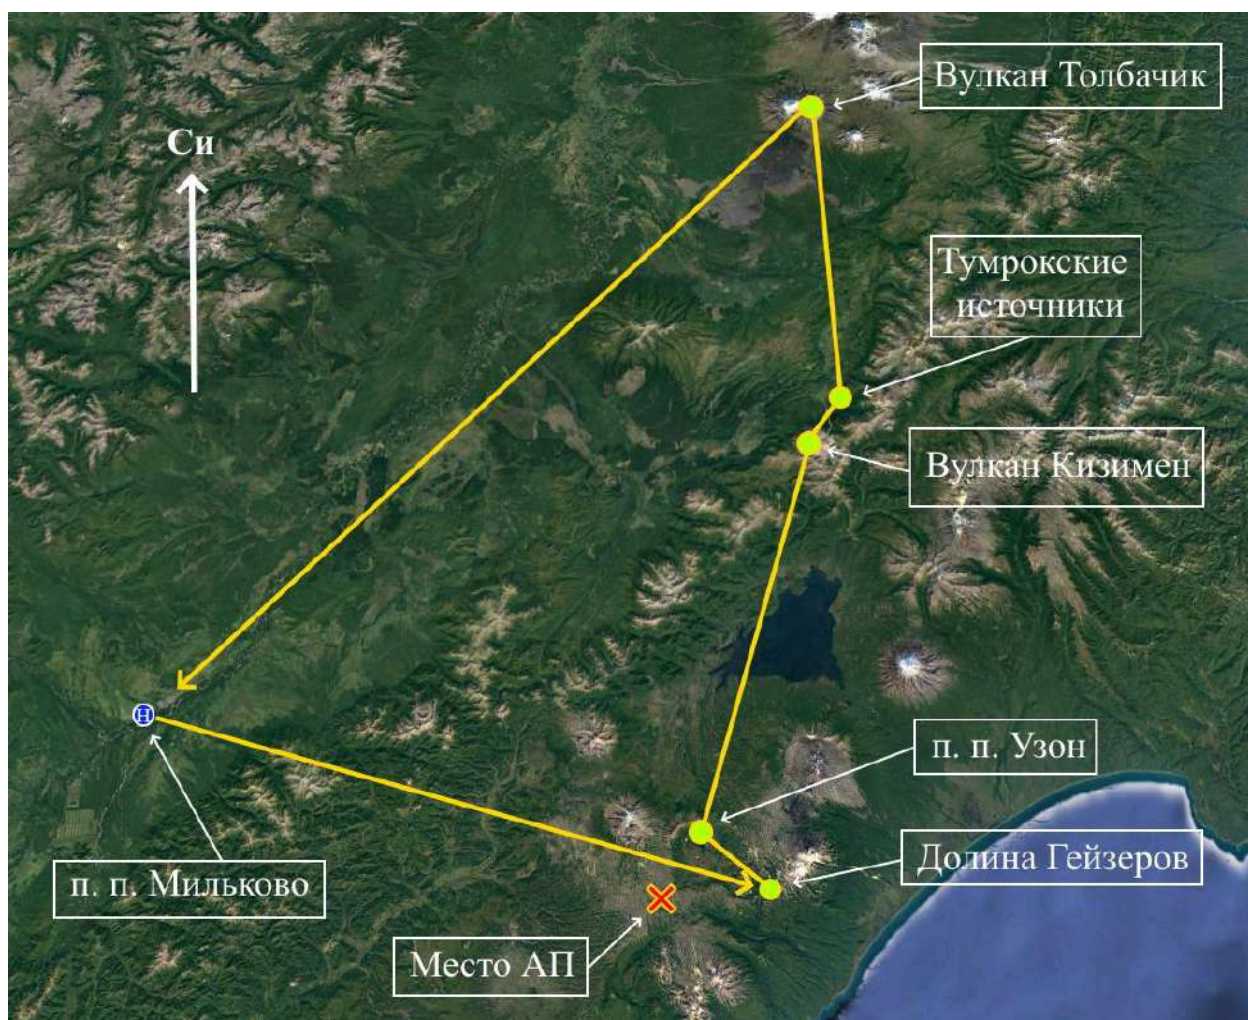 Вулкан Толбачик
Си
Тумрокские
источники
Вулкан Кизимен
п. п. Узон
Долина Гейзеров
Н
п. п. Мильково
Место АП